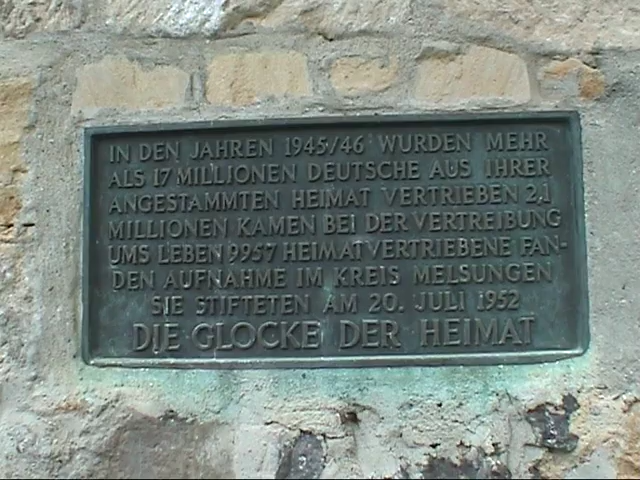 IN DEN JAHREN 1945/46 WURDEN MEHR
ALS 17 MILLIONEN DEUTSCHE AUS IHRER
ANGESTAMMTEN HEIMAT VERTRIEBEN 2,1
MILLIONEN KAMEN BEI DER VERTREIBUNG
UMS LEBEN 9957 HEIMATVERTRIEBENE FAN-
DEN AUFNAHME IM KREIS MELSUNGEN
SIE STIFTETEN AM 20. JULI 1952
DIE GLOCKE DER HEIMAT